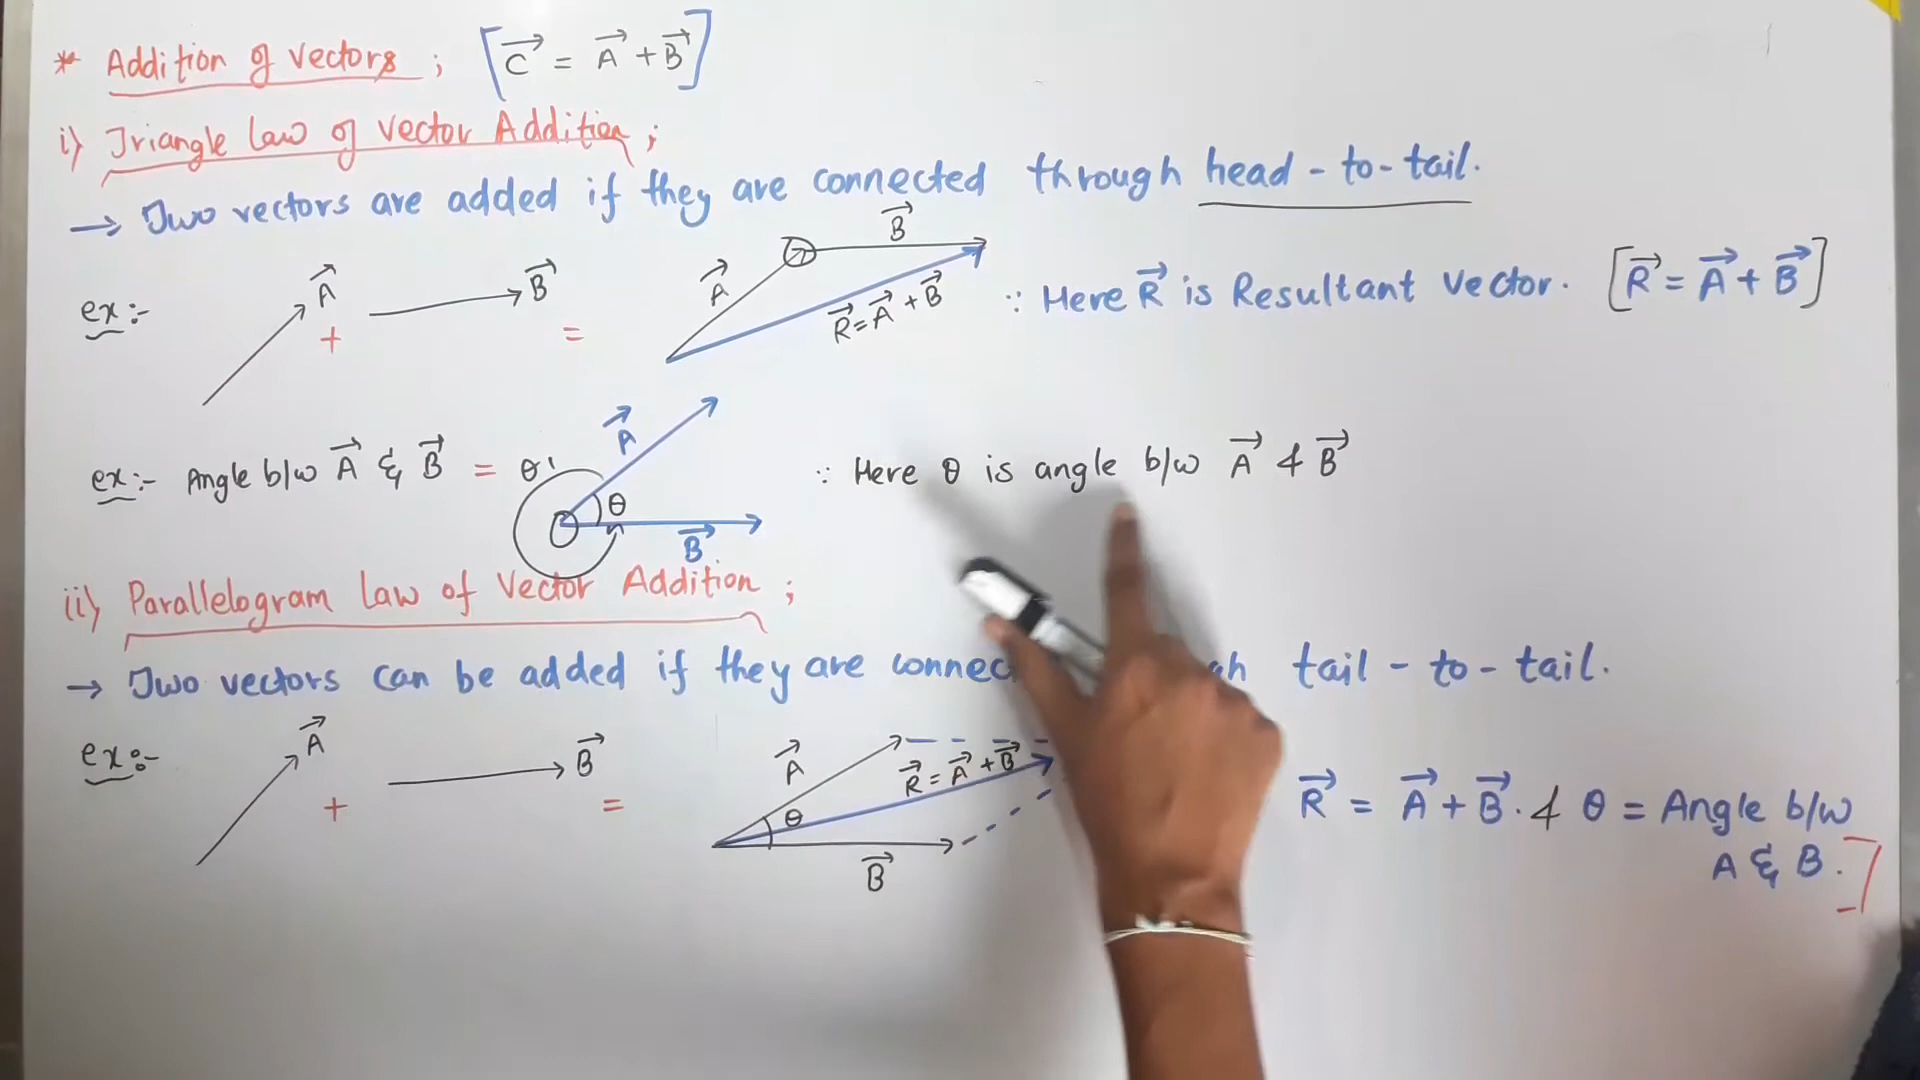 * Addition of Vectors ; [C⃗ = A⃗ + B⃗]
i) Triangle Law of Vector Addition ;
→ Two vectors are added if they are connected through head - to - tail.
ex:- A⃗ + B⃗ = A⃗ B⃗ R⃗ = A⃗ + B⃗ ∵ Here R⃗ is Resultant Vector. [R⃗ = A⃗ + B⃗]
ex:- Angle b/w A⃗ & B⃗ = θ' A⃗ θ B⃗ ∵ Here θ is angle b/w A⃗ & B⃗
ii) Parallelogram Law of Vector Addition ;
→ Two vectors can be added if they are tail - to - tail.
ex:- A⃗ + B⃗ = A⃗ θ B⃗ R⃗ = A⃗ + B⃗ R⃗ = A⃗ + B⃗ . & θ = Angle b/w
A & B . ]